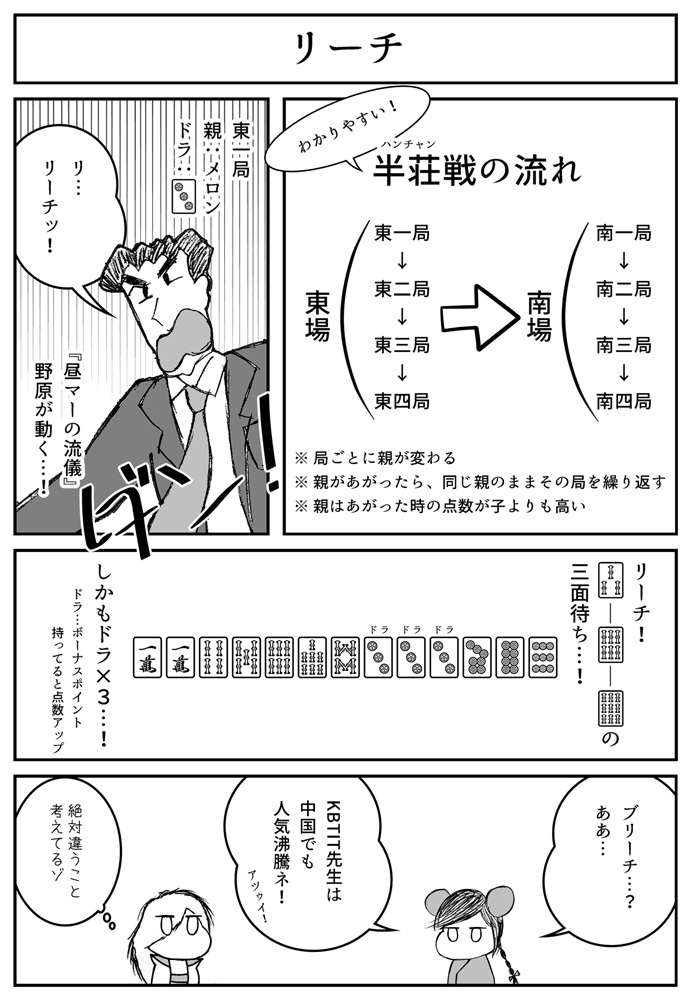 リーチ
わかりやすい!
ハンチャン
半荘戦の流れ
東場
東一局
↓
東二局
↓
東三局
↓
東四局
南場
南一局
↓
南二局
↓
南三局
↓
南四局
※ 局ごとに親が変わる
※ 親があがったら、同じ親のままその局を繰り返す
※ 親はあがった時の点数が子よりも高い
東一局
親：メロン
ドラ：
リ…
リーチッ!
『昼マーの流儀』
野原が動く…!
ゲンッ!
リーチ!
ー ー の
三面待ち…!
ドラ ドラ ドラ
一萬 一萬
しかもドラ×3…!
ドラ…ボーナスポイント
持ってると点数アップ
ブリーチ…?
ああ…
KBTIT先生は
中国でも
人気沸騰ネ!
アツゥイ!
絶対違うこと
考えてるゾ